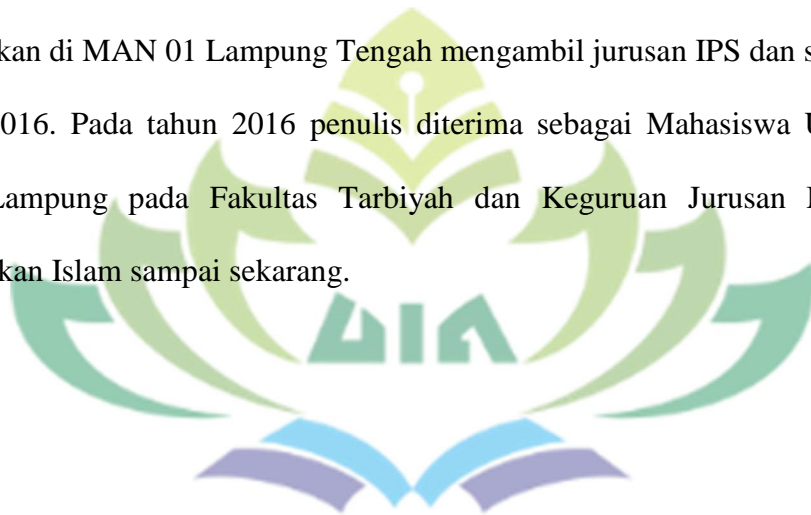 kan di MAN 01 Lampung Tengah mengambil jurusan IPS dan s
016. Pada tahun 2016 penulis diterima sebagai Mahasiswa U
Lampung pada Fakultas Tarbiyah dan Keguruan Jurusan
kan Islam sampai sekarang.
UIN